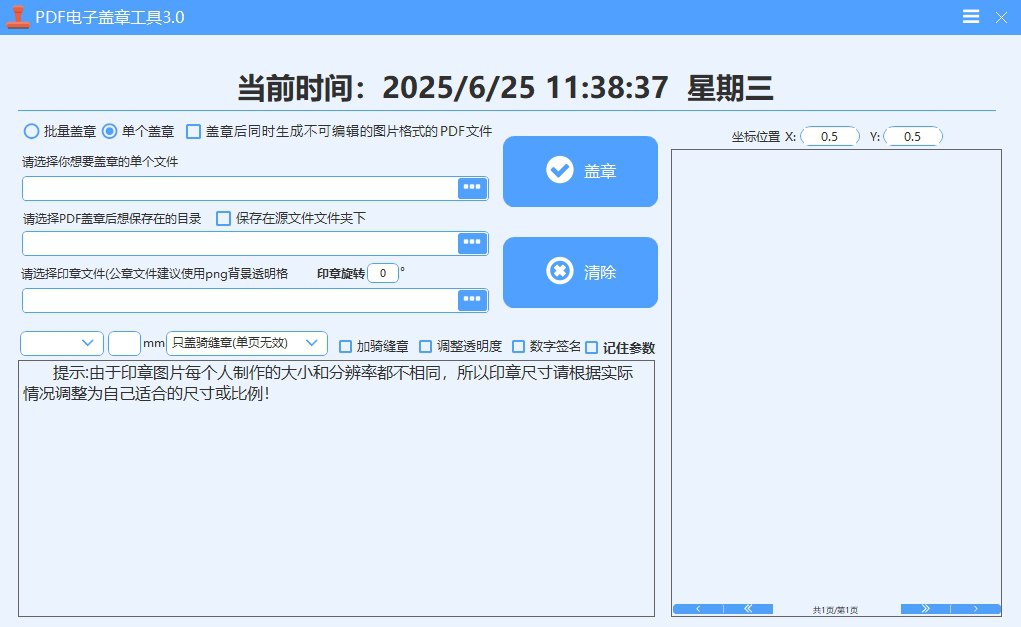 PDF电子盖章工具3.0
当前时间：2025/6/25 11:38:37 星期三
批量盖章 单个盖章 盖章后同时生成不可编辑的图片格式的PDF文件
坐标位置 X: 0.5 Y: 0.5
请选择你想要盖章的单个文件
盖章
请选择PDF盖章后想保存在的目录 保存在源文件文件夹下
请选择印章文件(公章文件建议使用png背景透明格 印章旋转 0 °
清除
mm 只盖骑缝章(单页无效) 加骑缝章 调整透明度 数字签名 记住参数
提示:由于印章图片每个人制作的大小和分辨率都不相同，所以印章尺寸请根据实际
情况调整为自己适合的尺寸或比例！
共1页/第1页